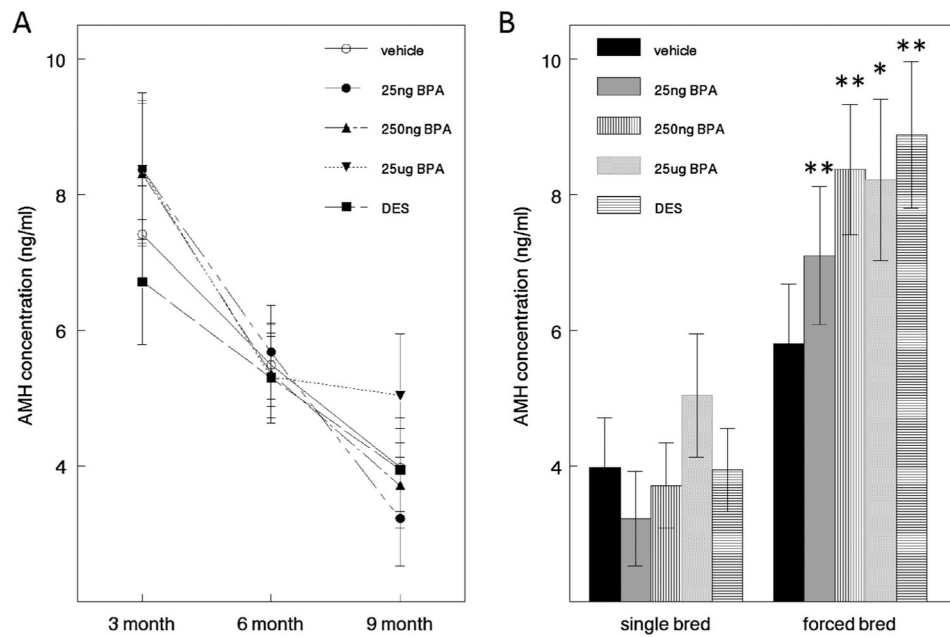 A
AMH concentration (ng/ml)
10
8
6
4
vehicle
25ng BPA
250ng BPA
25ug BPA
DES
3 month
6 month
9 month
B
AMH concentration (ng/ml)
10
8
6
4
vehicle
25ng BPA
250ng BPA
25ug BPA
DES
**
**
*
**
single bred
forced bred